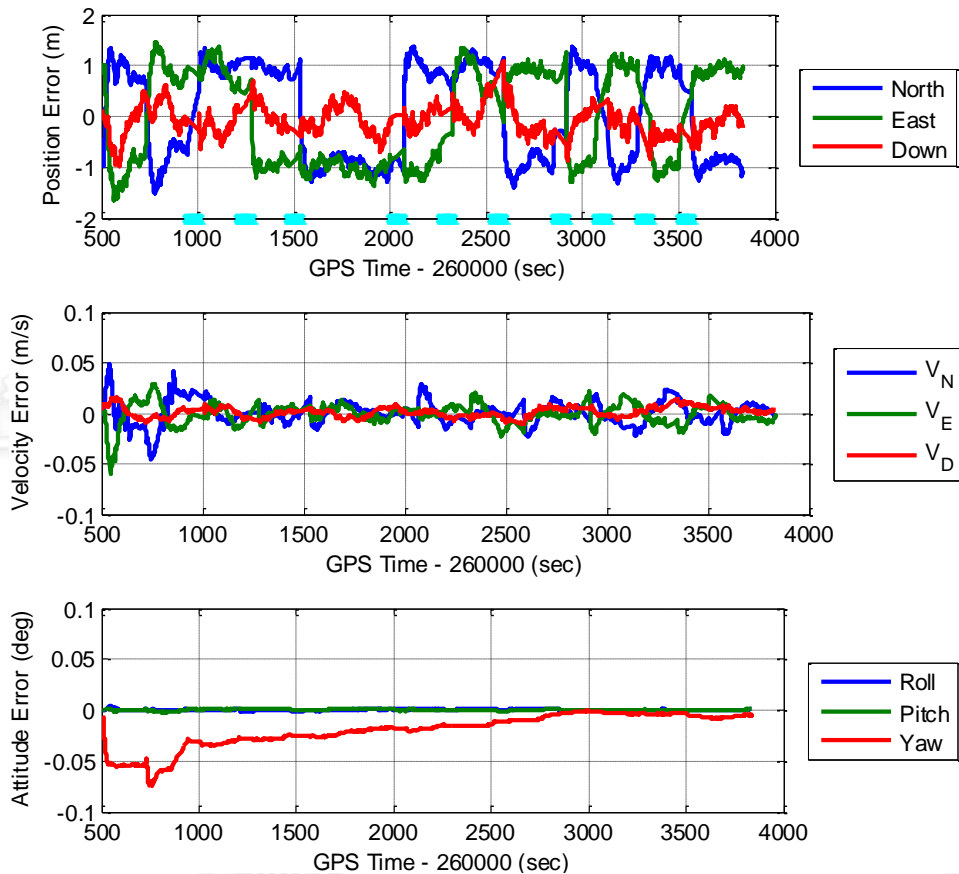 2
1
0
-1
-2
Position Error (m)
500 1000 1500 2000 2500 3000 3500 4000
GPS Time - 260000 (sec)
North
East
Down
0.1
0.05
0
-0.05
-0.1
Velocity Error (m/s)
500 1000 1500 2000 2500 3000 3500 4000
GPS Time - 260000 (sec)
V_N
V_E
V_D
0.1
0.05
0
-0.05
-0.1
Attitude Error (deg)
500 1000 1500 2000 2500 3000 3500 4000
GPS Time - 260000 (sec)
Roll
Pitch
Yaw